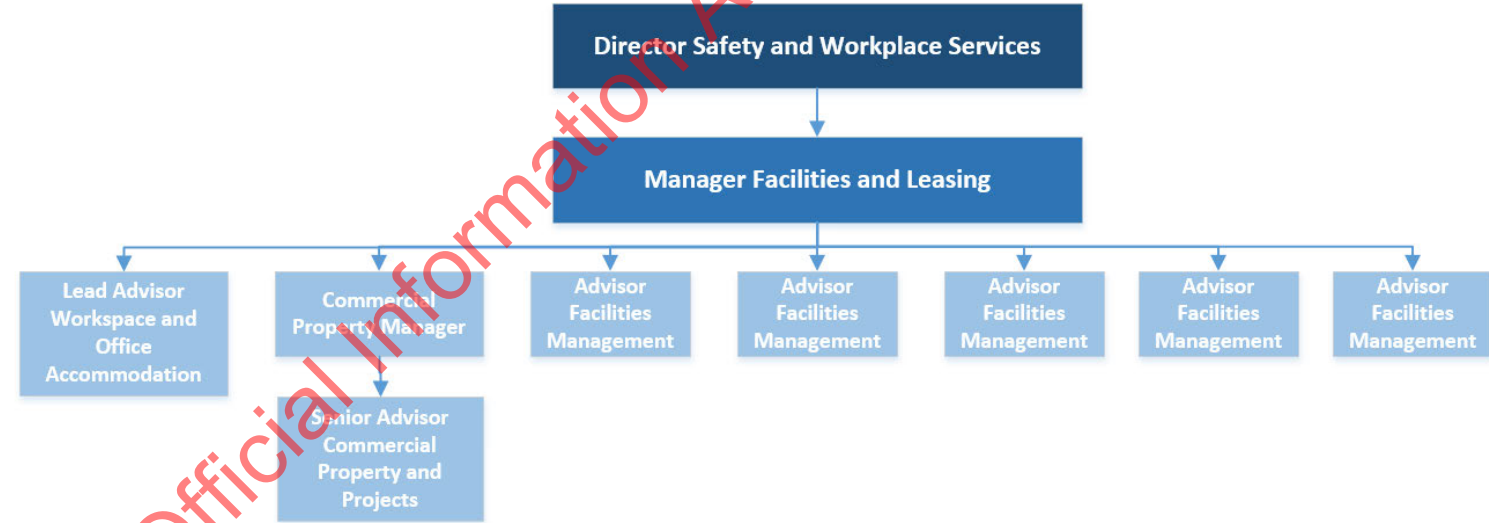 Director Safety and Workplace Services
Manager Facilities and Leasing
Lead Advisor
Workspace and
Office
Accommodation
Commercial
Property Manager
Advisor
Facilities
Management
Advisor
Facilities
Management
Advisor
Facilities
Management
Advisor
Facilities
Management
Advisor
Facilities
Management
Senior Advisor
Commercial
Property and
Projects
Official Information A